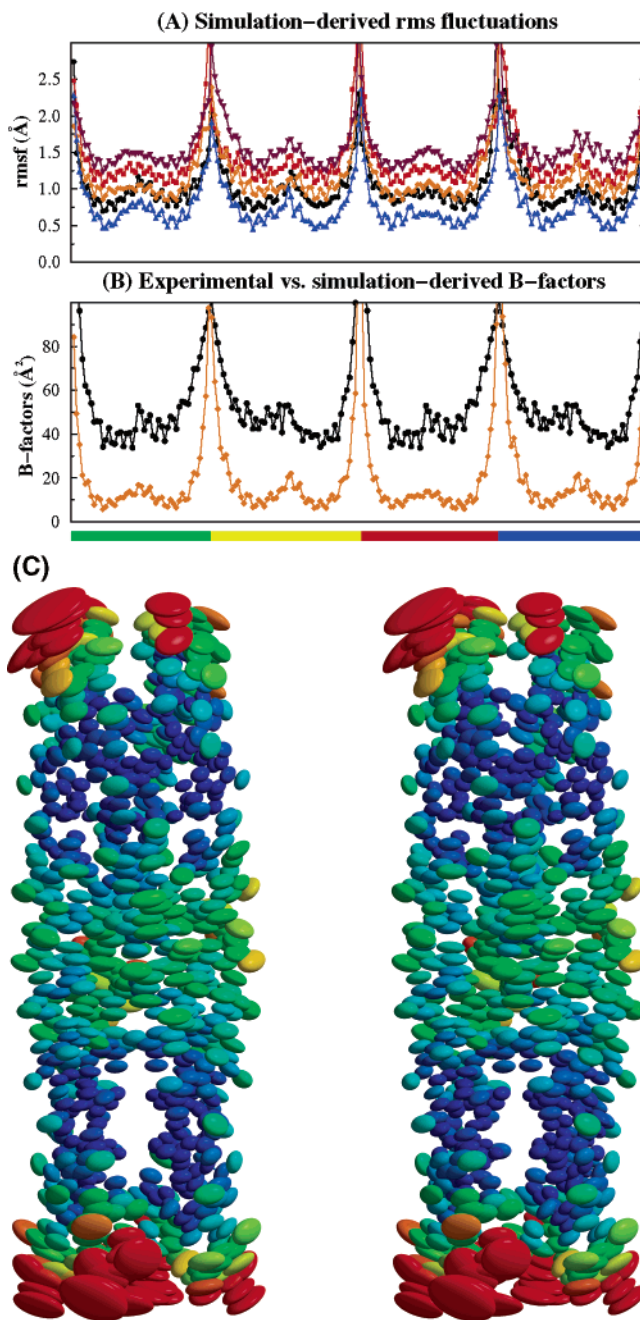 (A) Simulation−derived rms fluctuations
rmsf (Å)
2.5
2.0
1.5
1.0
0.5
0.0
(B) Experimental vs. simulation−derived B−factors
B−factors (Å²)
80
60
40
20
0
(C)